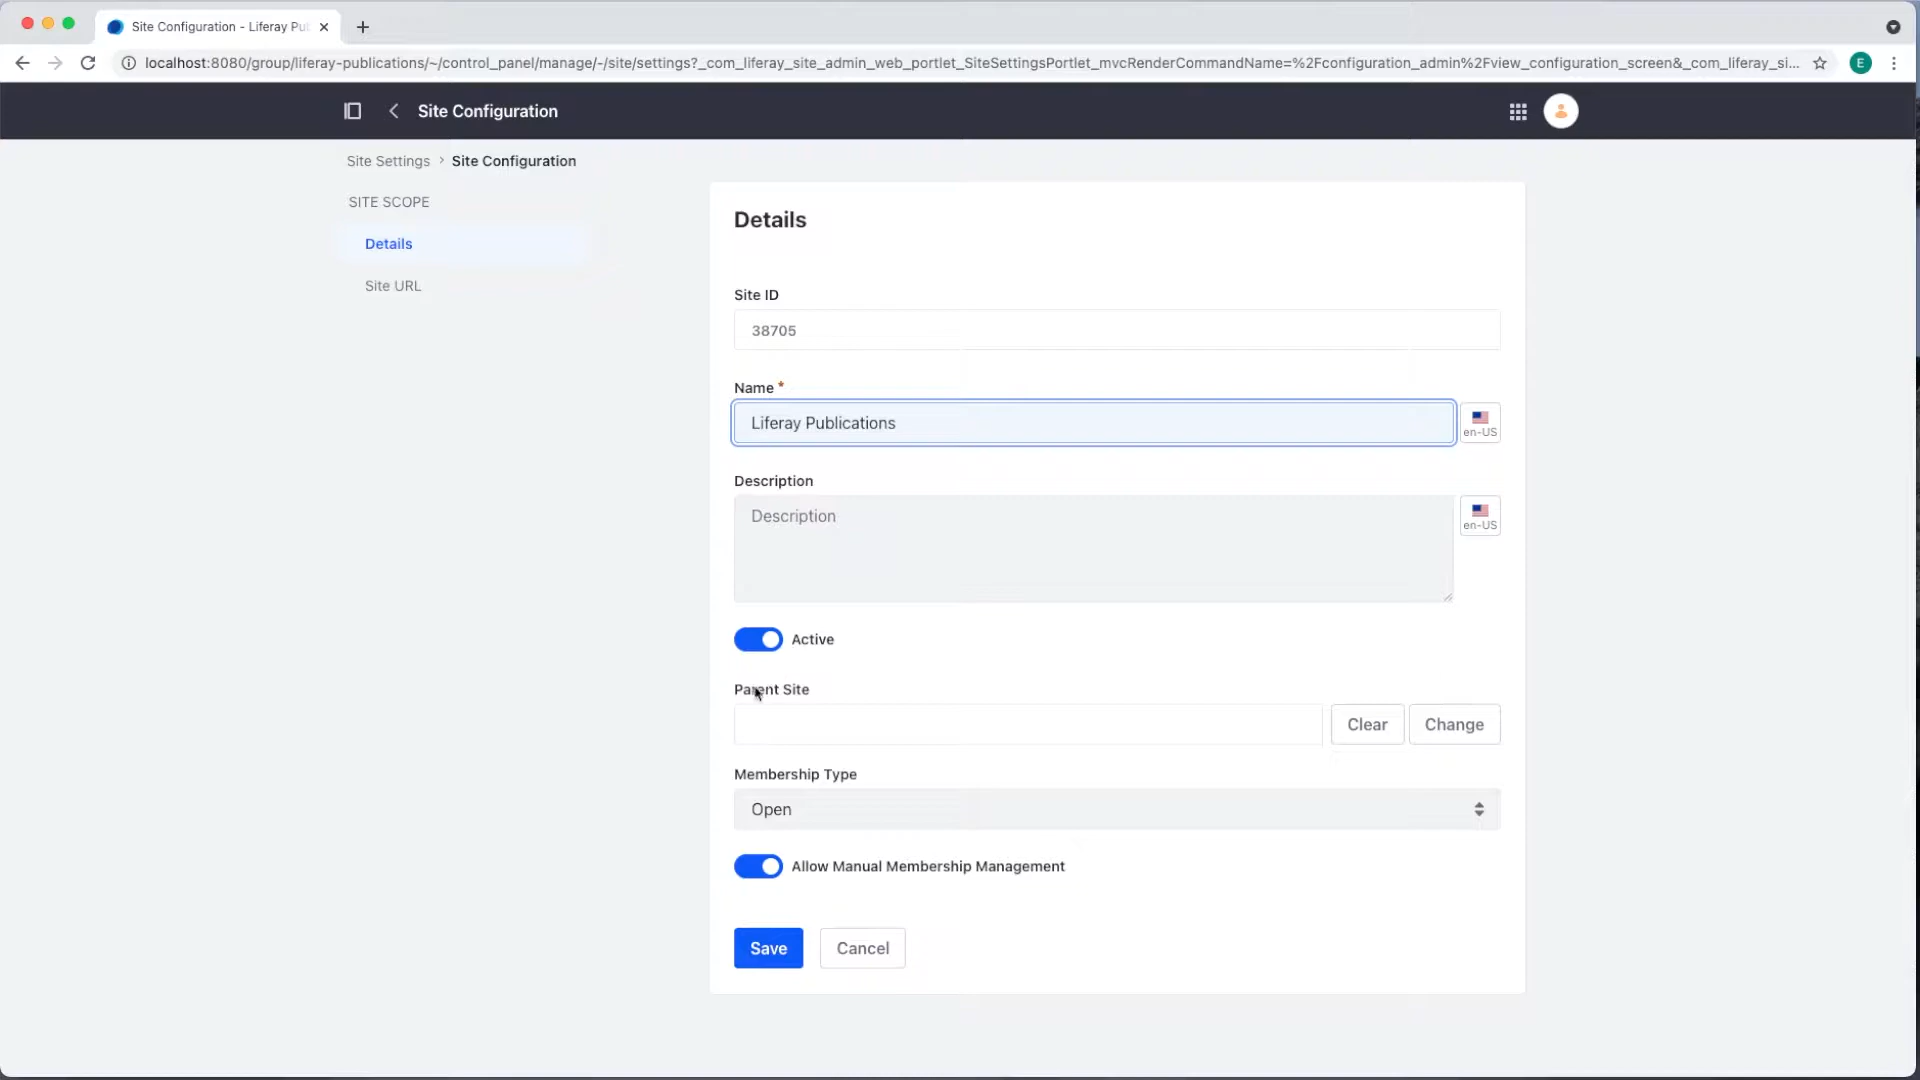 Site Configuration - Liferay Pu
localhost:8080/group/liferay-publications/~/control_panel/manage/-/site/settings?_com_liferay_site_admin_web_portlet_SiteSettingsPortlet_mvcRenderCommandName=%2Fconfiguration_admin%2Fview_configuration_screen&_com_liferay_si...
E
Site Configuration
Site Settings › Site Configuration
SITE SCOPE
Details
Site URL
Details
Site ID
38705
Name *
Liferay Publications
en-US
Description
Description
en-US
Active
Parent Site
Clear
Change
Membership Type
Open
Allow Manual Membership Management
Save
Cancel